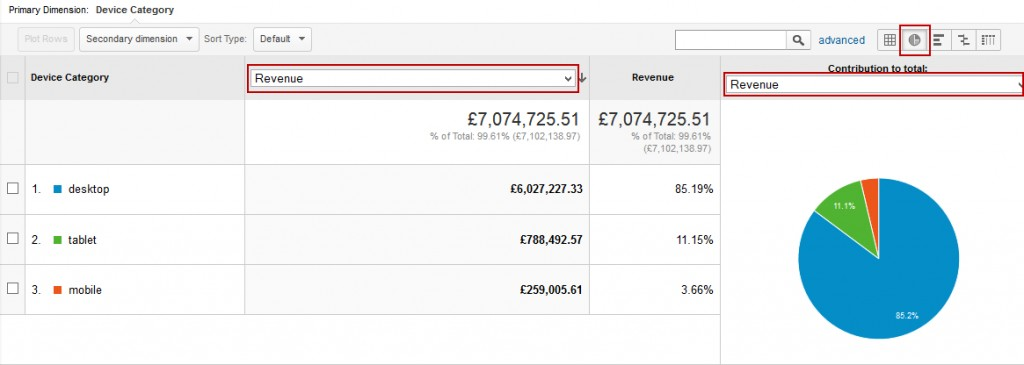 Primary Dimension: Device Category
Plot Rows
Secondary dimension
Sort Type:
Default
advanced
Device Category
Revenue
Revenue
Contribution to total:
Revenue
£7,074,725.51
% of Total: 99.61% (£7,102,138.97)
£7,074,725.51
% of Total: 99.61%
(£7,102,138.97)
1. desktop
£6,027,227.33
85.19%
2. tablet
£788,492.57
11.15%
3. mobile
£259,005.61
3.66%
11.1%
85.2%